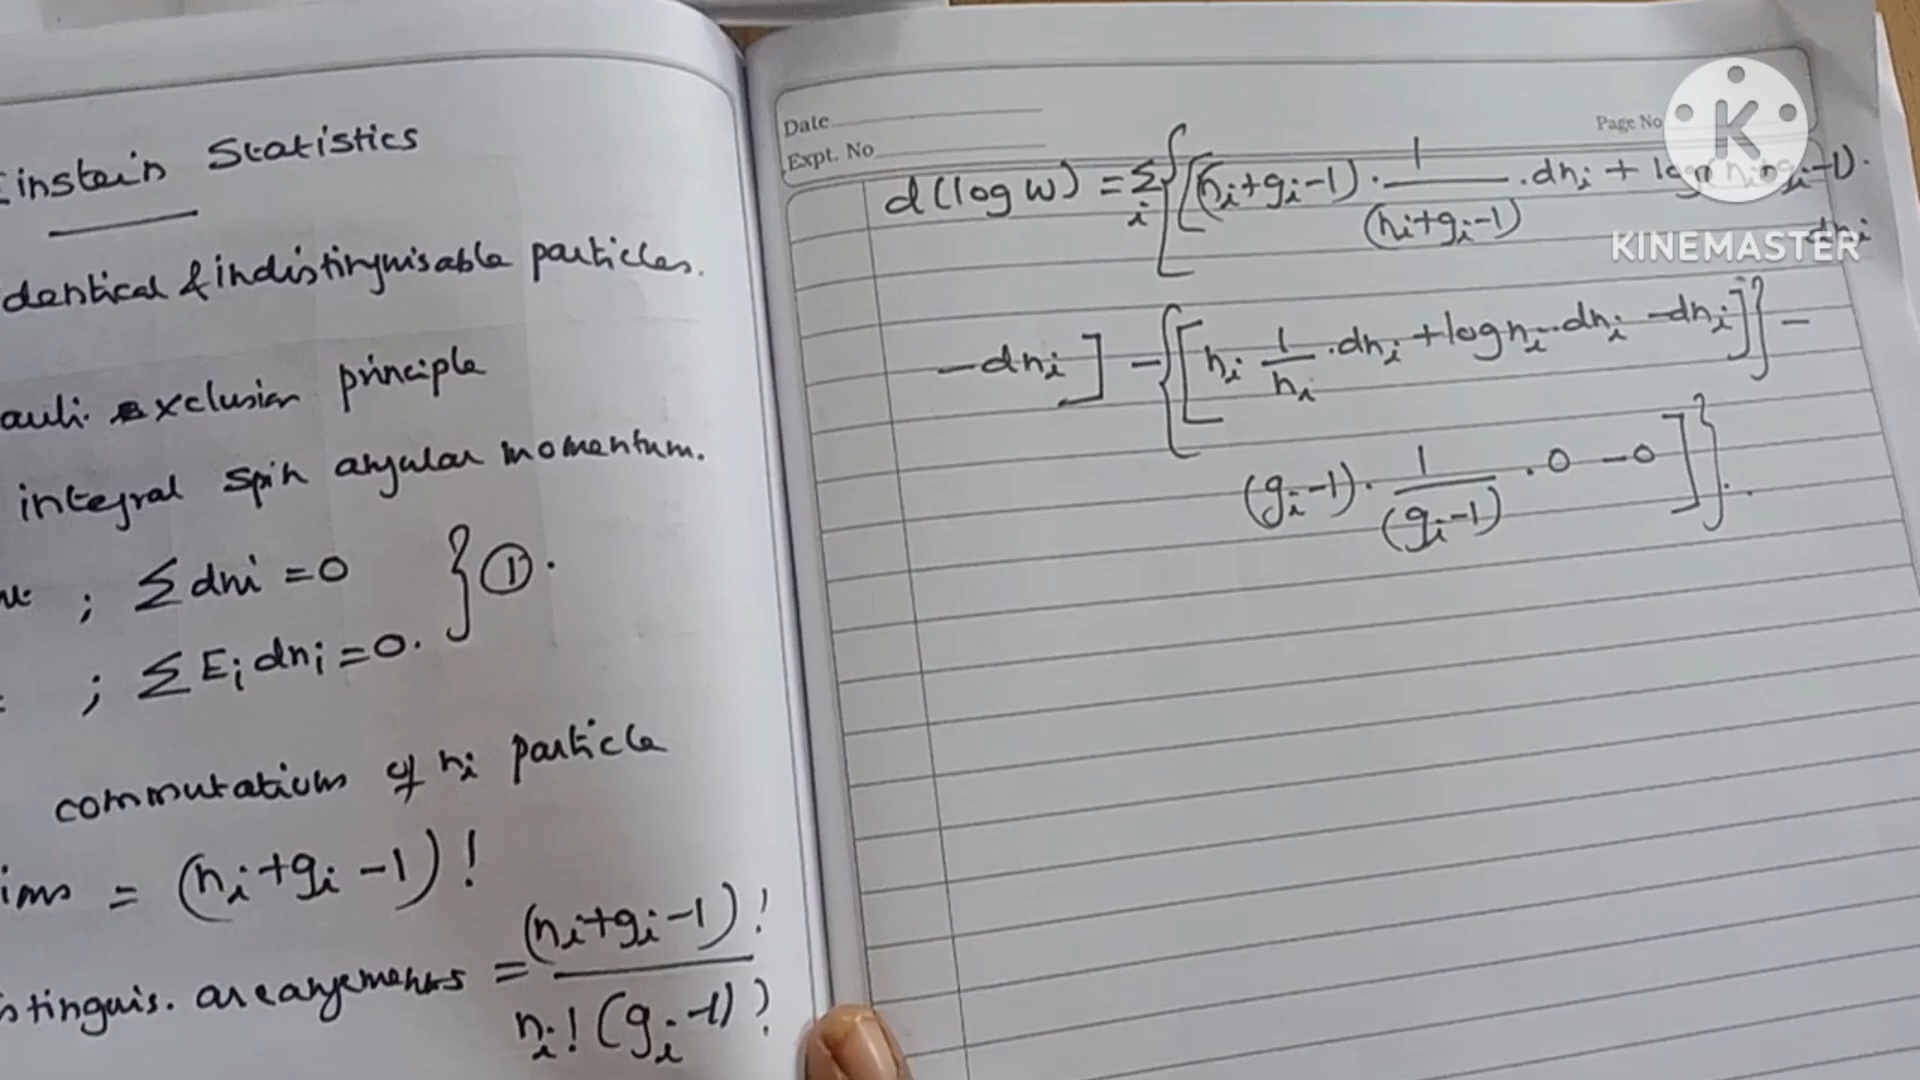 Einstein Statistics
dentical & indistinguisable particles.
auli. exclusion principle
integral spin angular momentum.
; Σ dni = 0 } ①.
; Σ Ei dni = 0.
commutations of ni particle
= (ni+gi-1)!
stinguis. arrangements = (ni+gi-1)! / ni! (gi-1)!
Date
Expt. No
Page No
K
KINEMASTER
d(log W) = Σi { [(ni+gi-1) . 1/(ni+gi-1) . dni +
dni
-dni ] - { [ ni 1/ni . dni + log ni . dni - dni ] } -
(gi-1) . 1/(gi-1) . 0 - 0 ] }.